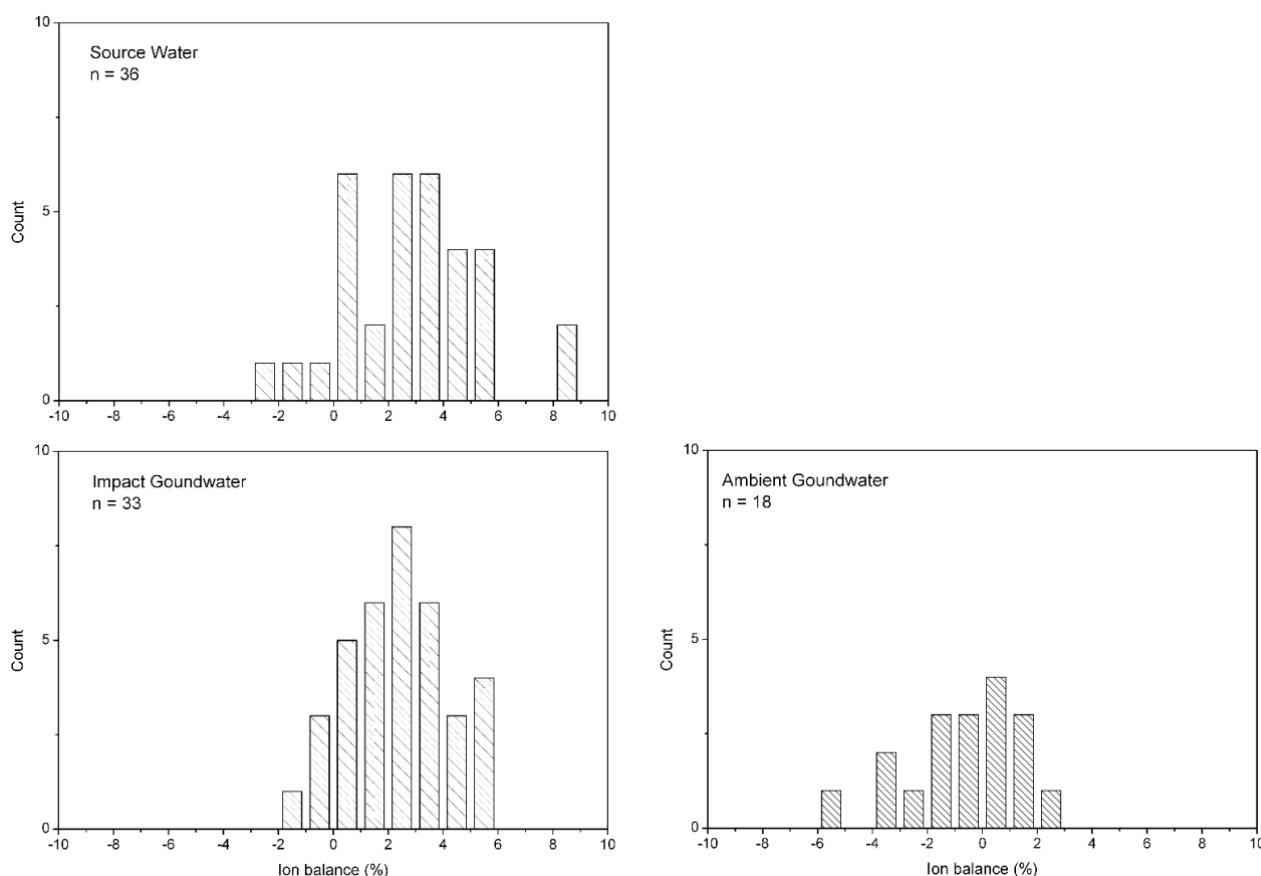 10
Source Water
n = 36
Count
5
0
-10 -8 -6 -4 -2 0 2 4 6 8 10
10
Impact Goundwater
n = 33
Count
5
0
-10 -8 -6 -4 -2 0 2 4 6 8 10
Ion balance (%)
10
Ambient Goundwater
n = 18
Count
5
0
-10 -8 -6 -4 -2 0 2 4 6 8 10
Ion balance (%)